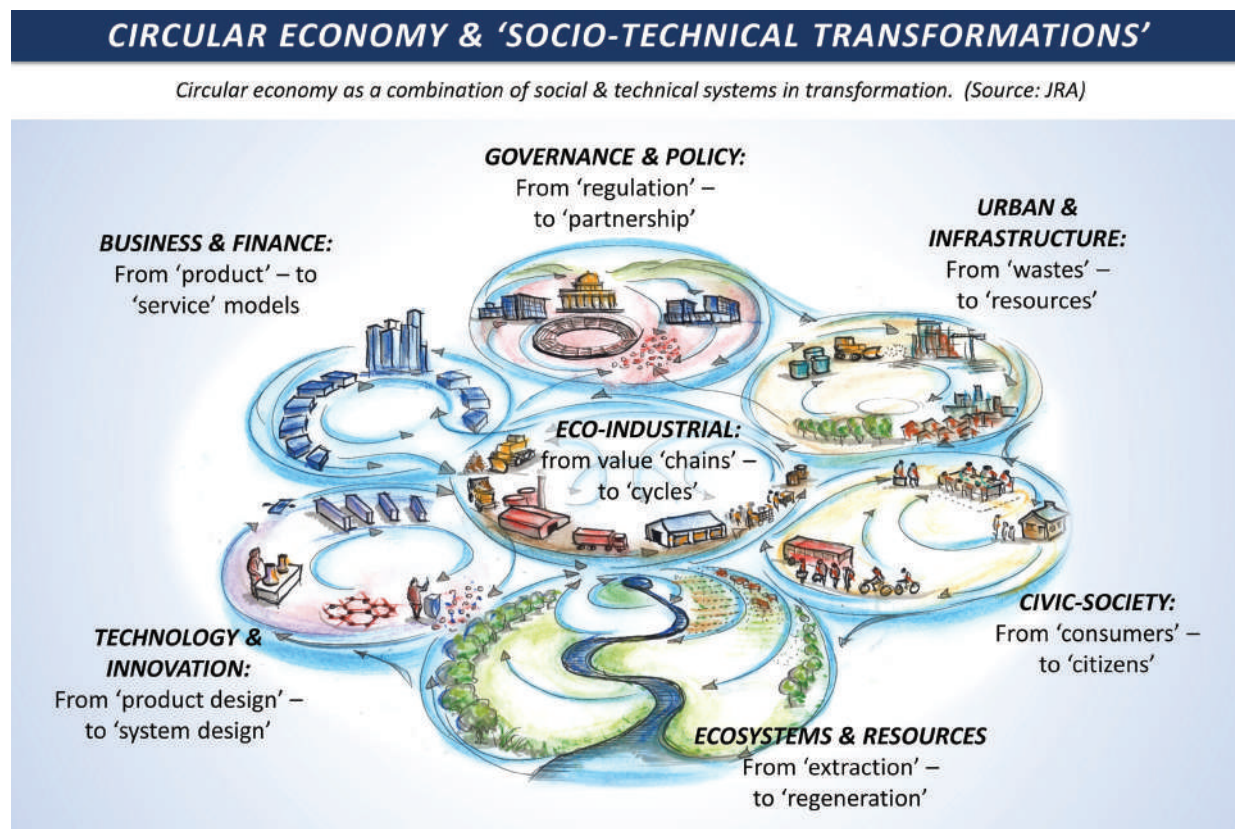 CIRCULAR ECONOMY & ‘SOCIO-TECHNICAL TRANSFORMATIONS’
Circular economy as a combination of social & technical systems in transformation. (Source: JRA)
GOVERNANCE & POLICY:
From ‘regulation’ –
to ‘partnership’
URBAN &
INFRASTRUCTURE:
From ‘wastes’ –
to ‘resources’
BUSINESS & FINANCE:
From ‘product’ – to
‘service’ models
ECO-INDUSTRIAL:
from value ‘chains’ –
to ‘cycles’
CIVIC-SOCIETY:
From ‘consumers’ –
to ‘citizens’
TECHNOLOGY &
INNOVATION:
From ‘product design’ –
to ‘system design’
ECOSYSTEMS & RESOURCES
From ‘extraction’ –
to ‘regeneration’